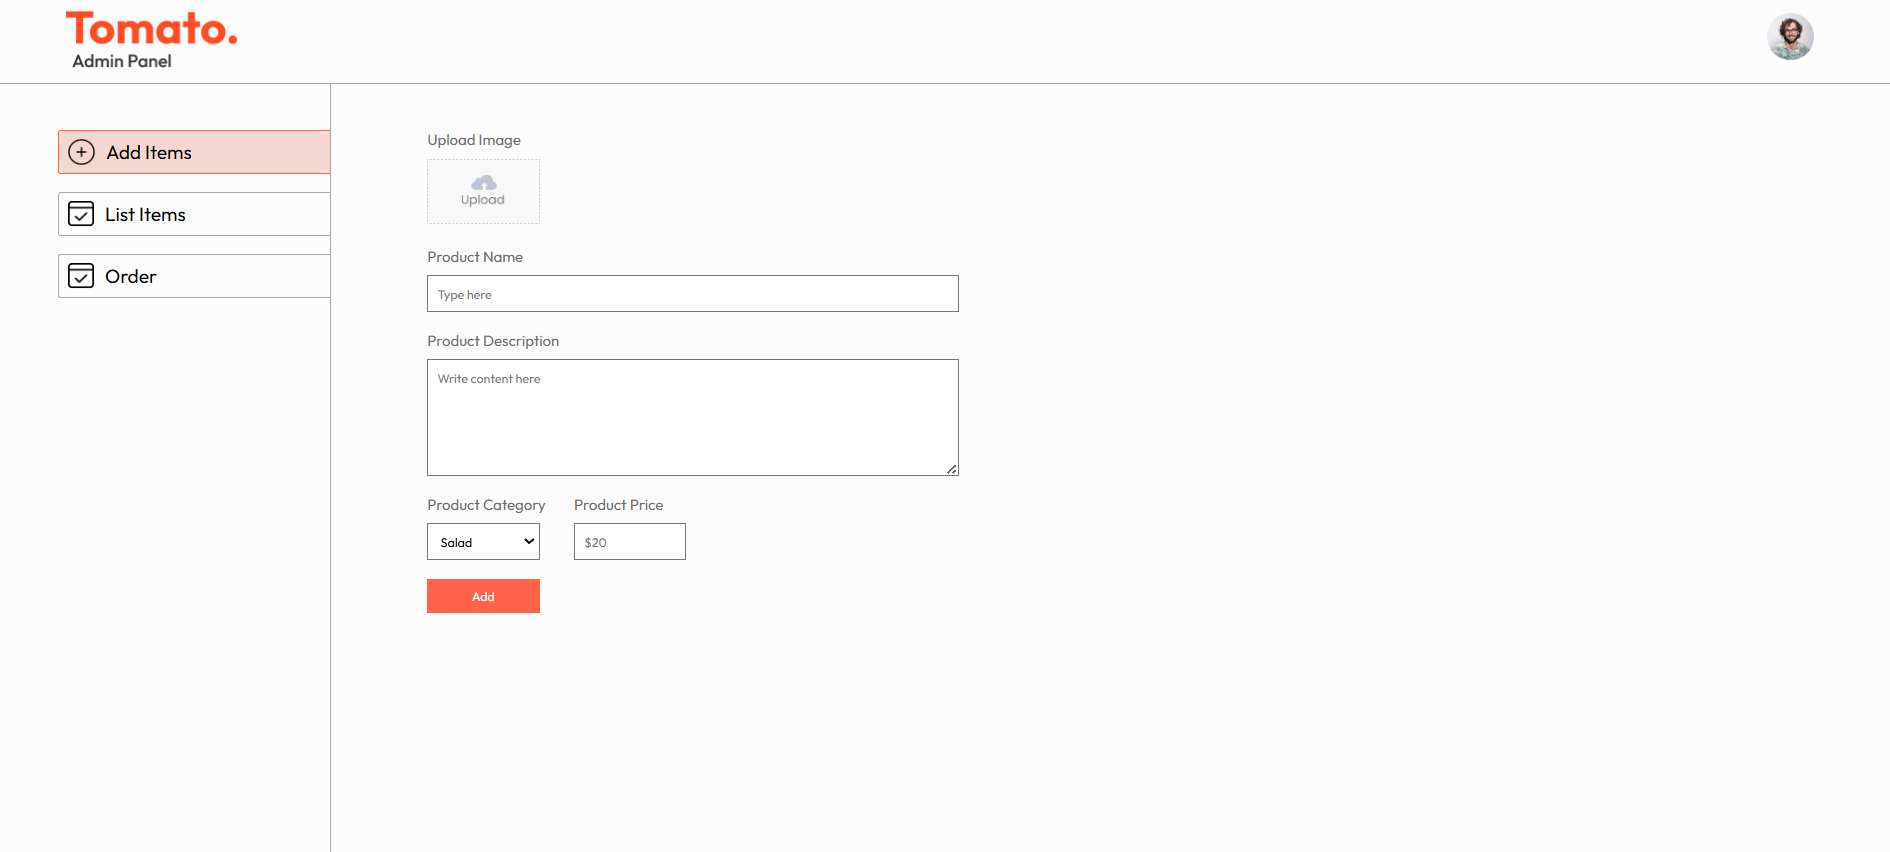 Tomato.
Admin Panel
Add Items
List Items
Order
Upload Image
Upload
Product Name
Type here
Product Description
Write content here
Product Category Product Price
Salad $20
Add